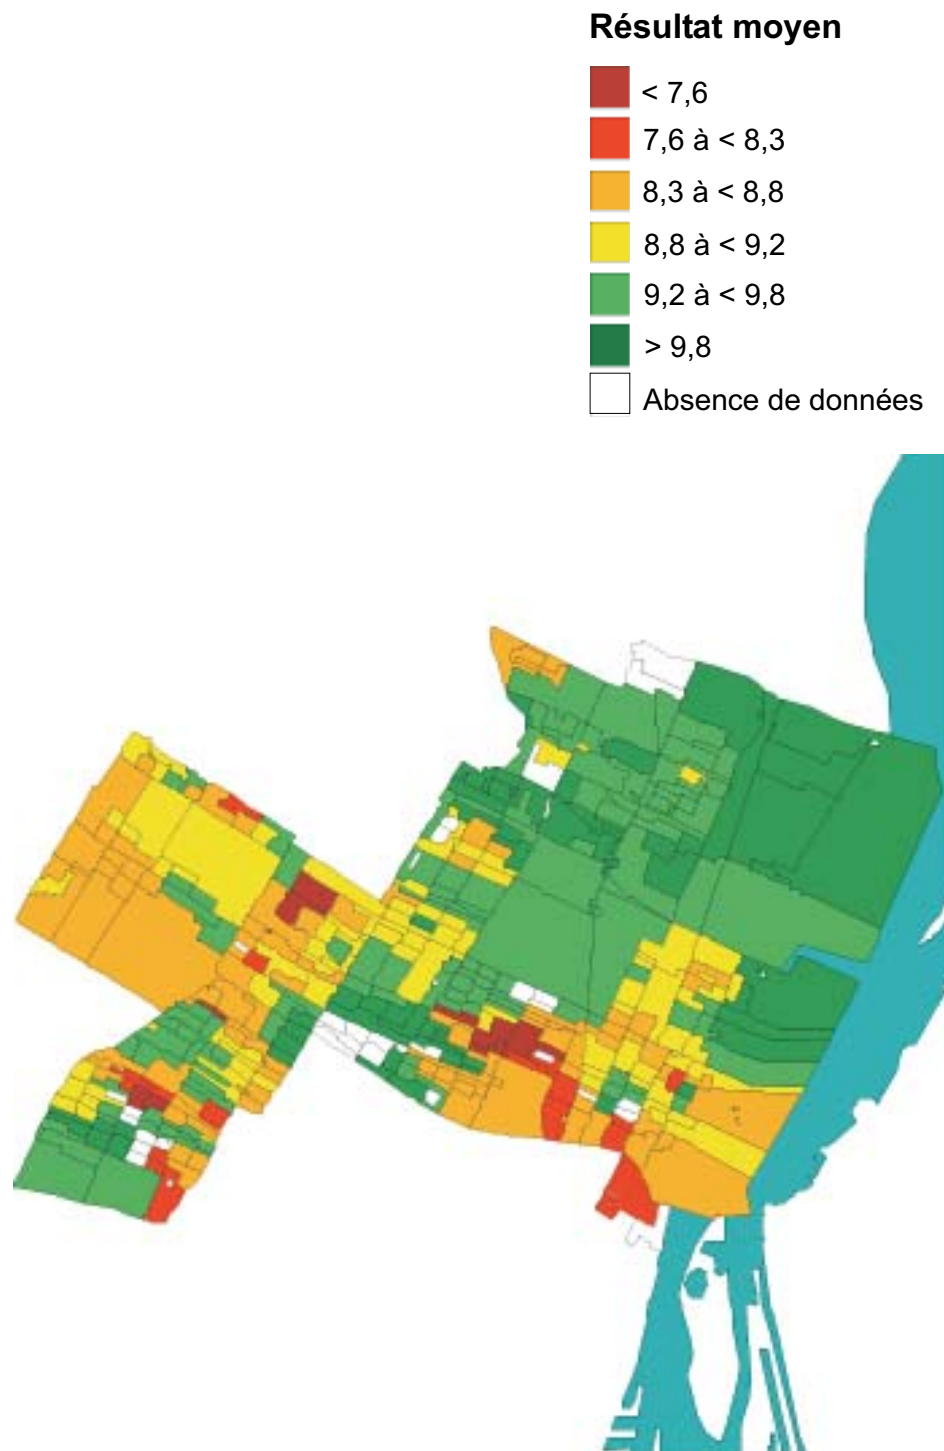 Résultat moyen
< 7,6
7,6 à < 8,3
8,3 à < 8,8
8,8 à < 9,2
9,2 à < 9,8
> 9,8
Absence de données